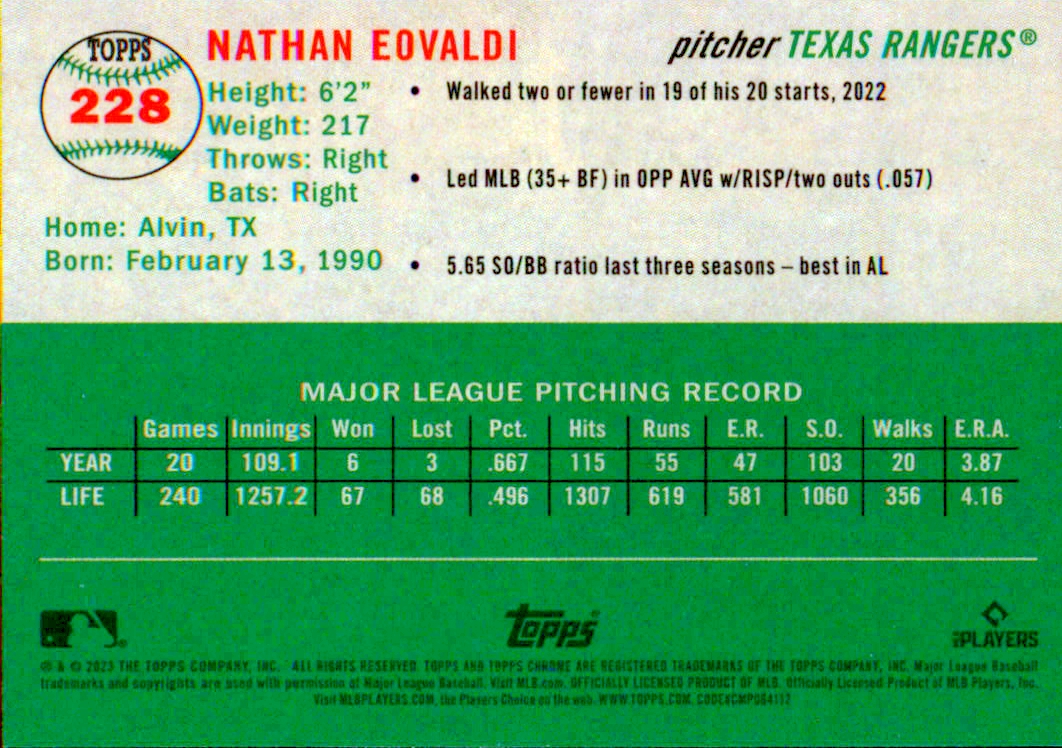 TOPPS
228
NATHAN EOVALDI
pitcher TEXAS RANGERS®
Height: 6'2"
Weight: 217
Throws: Right
Bats: Right
Home: Alvin, TX
Born: February 13, 1990
• Walked two or fewer in 19 of his 20 starts, 2022
• Led MLB (35+ BF) in OPP AVG w/RISP/two outs (.057)
• 5.65 SO/BB ratio last three seasons – best in AL
MAJOR LEAGUE PITCHING RECORD
Games Innings Won Lost Pct. Hits Runs E.R. S.O. Walks E.R.A.
YEAR 20 109.1 6 3 .667 115 55 47 103 20 3.87
LIFE 240 1257.2 67 68 .496 1307 619 581 1060 356 4.16
topps
PLAYERS
® & © 2023 THE TOPPS COMPANY, INC. ALL RIGHTS RESERVED. TOPPS AND TOPPS CHROME ARE REGISTERED TRADEMARKS OF THE TOPPS COMPANY, INC. Major League Baseball
trademarks and copyrights are used with permission of Major League Baseball. Visit MLB.com. OFFICIALLY LICENSED PRODUCT OF MLB. Officially Licensed Product of MLB Players, Inc.
Visit MLBPLAYERS.COM, the Players Choice on the web. WWW.TOPPS.COM.